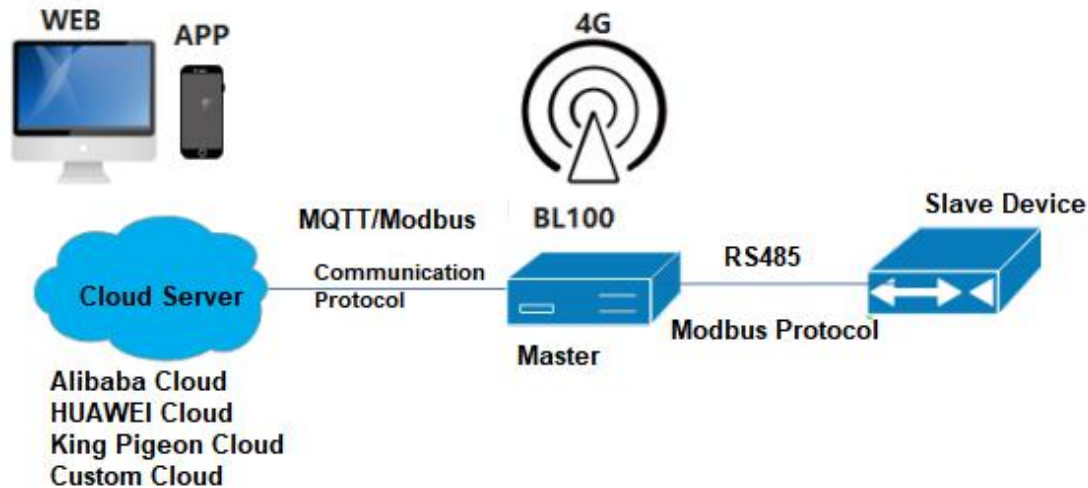 WEB
APP
4G
MQTT/Modbus
BL100
Slave Device
Cloud Server
Communication
Protocol
RS485
Master
Modbus Protocol
Alibaba Cloud
HUAWEI Cloud
King Pigeon Cloud
Custom Cloud